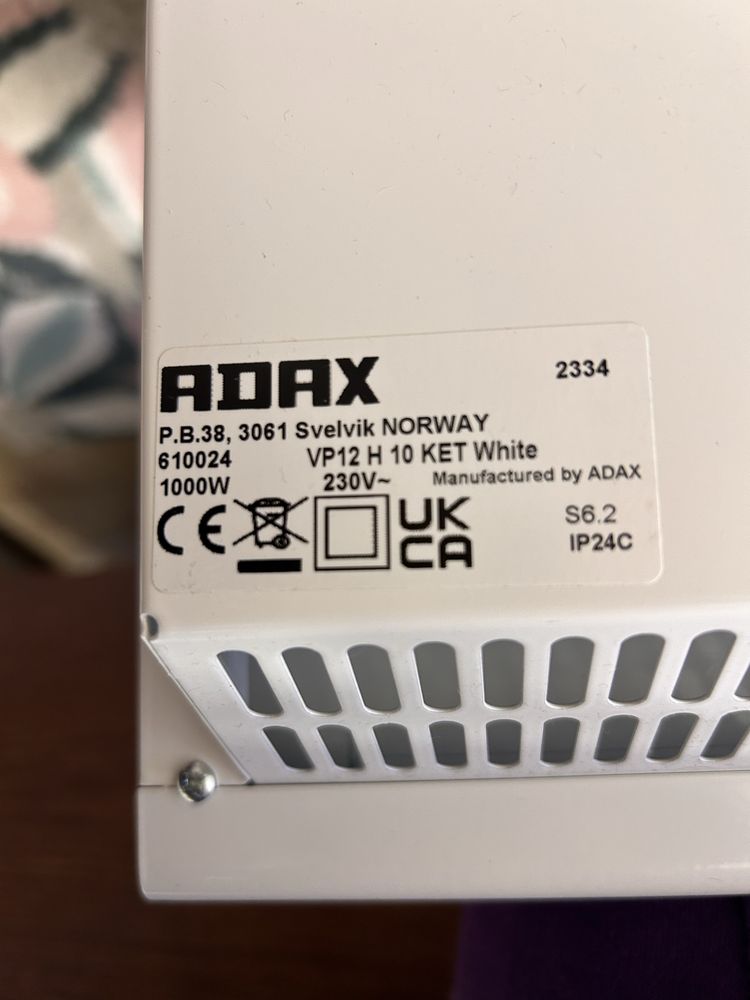 ADAX 2334
P.B.38, 3061 Svelvik NORWAY
610024 VP12 H 10 KET White
1000W 230V~ Manufactured by ADAX
CE UK CA S6.2
IP24C